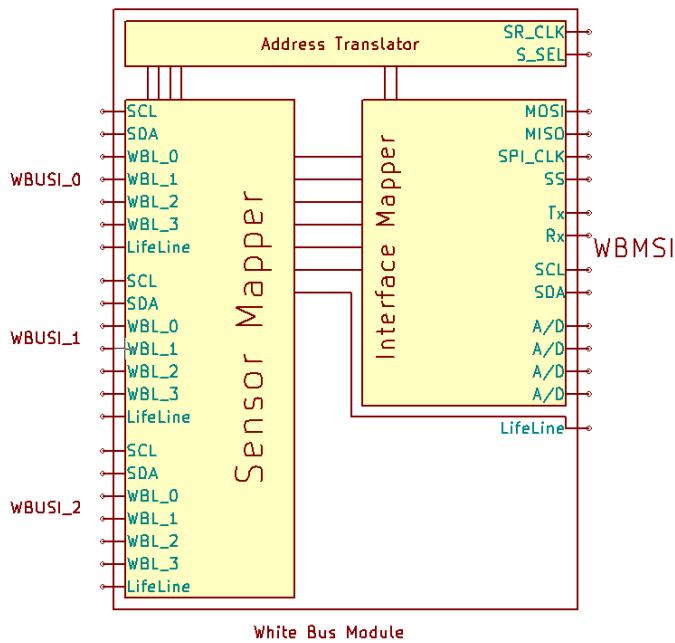 SR_CLK
Address Translator
S_SEL
SCL
SDA
WBL_0
WBUSI_0
WBL_1
WBL_2
WBL_3
LifeLine
SCL
SDA
WBL_0
WBUSI_1
WBL_1
WBL_2
WBL_3
LifeLine
SCL
SDA
WBL_0
WBUSI_2
WBL_1
WBL_2
WBL_3
LifeLine
Sensor Mapper
Interface Mapper
MOSI
MISO
SPI_CLK
SS
Tx
Rx
WBMSI
SCL
SDA
A/D
A/D
A/D
A/D
LifeLine
White Bus Module